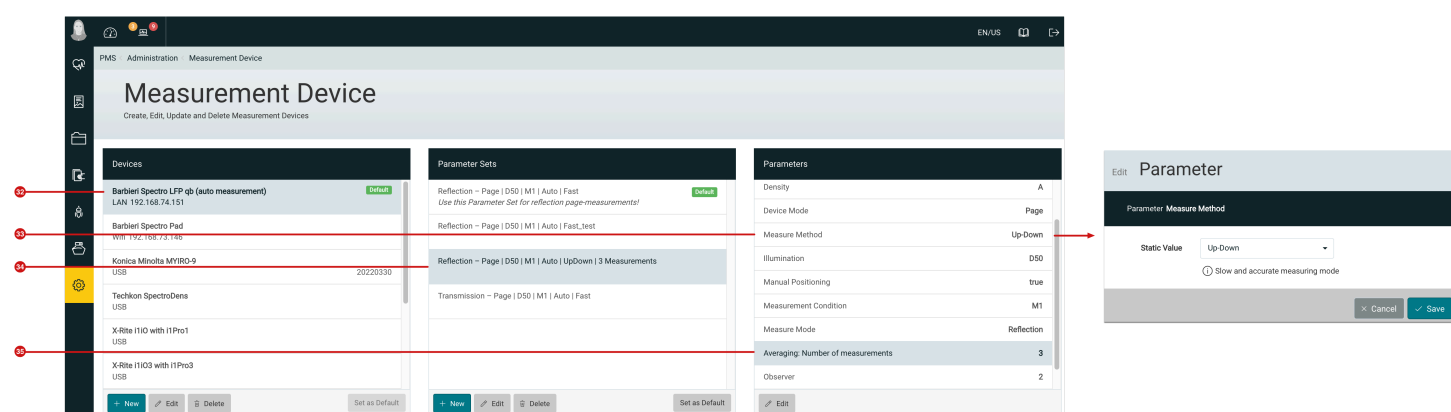 5 9
EN/US
PMS Administration Measurement Device
Measurement Device
Create, Edit, Update and Delete Measurement Devices
Devices
32
Barbieri Spectro LFP qb (auto measurement) Default
LAN 192.168.74.151
Barbieri Spectro Pad
33
Wifi 192.168.73.146
Konica Minolta MYIRO-9
34
USB 20220330
Techkon SpectroDens
USB
X-Rite i1iO with i1Pro1
USB
35
X-Rite i1iO3 with i1Pro3
USB
+ New Edit Delete Set as Default
Parameter Sets
Reflection – Page | D50 | M1 | Auto | Fast Default
Use this Parameter Set for reflection page-measurements!
Reflection – Page | D50 | M1 | Auto | Fast_test
Reflection – Page | D50 | M1 | Auto | UpDown | 3 Measurements
Transmission – Page | D50 | M1 | Auto | Fast
+ New Edit Delete Set as Default
Parameters
Density A
Device Mode Page
Measure Method Up-Down
Illumination D50
Manual Positioning true
Measurement Condition M1
Measure Mode Reflection
Averaging: Number of measurements 3
Observer 2
Edit
Edit Parameter
Parameter Measure Method
Static Value Up-Down
Slow and accurate measuring mode
× Cancel ✓ Save